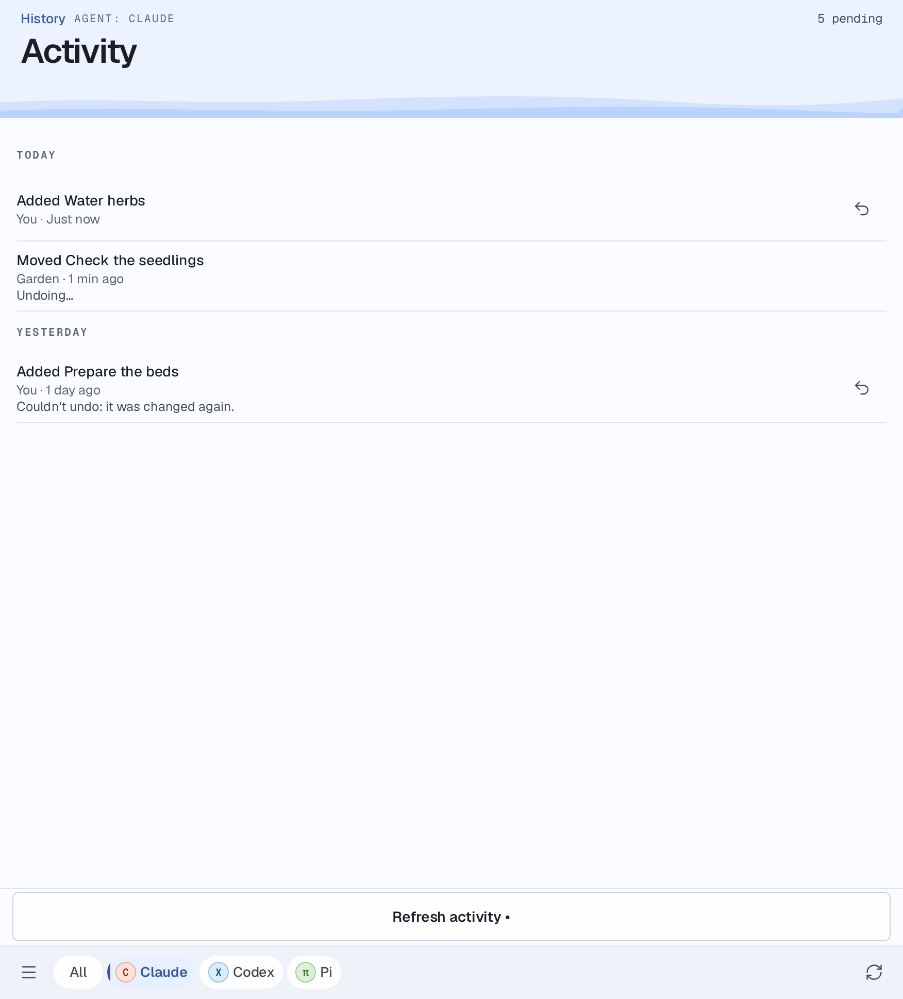 History AGENT: CLAUDE 5 pending
Activity
TODAY
Added Water herbs
You · Just now
Moved Check the seedlings
Garden · 1 min ago
Undoing…
YESTERDAY
Added Prepare the beds
You · 1 day ago
Couldn't undo: it was changed again.
Refresh activity •
All C Claude X Codex π Pi